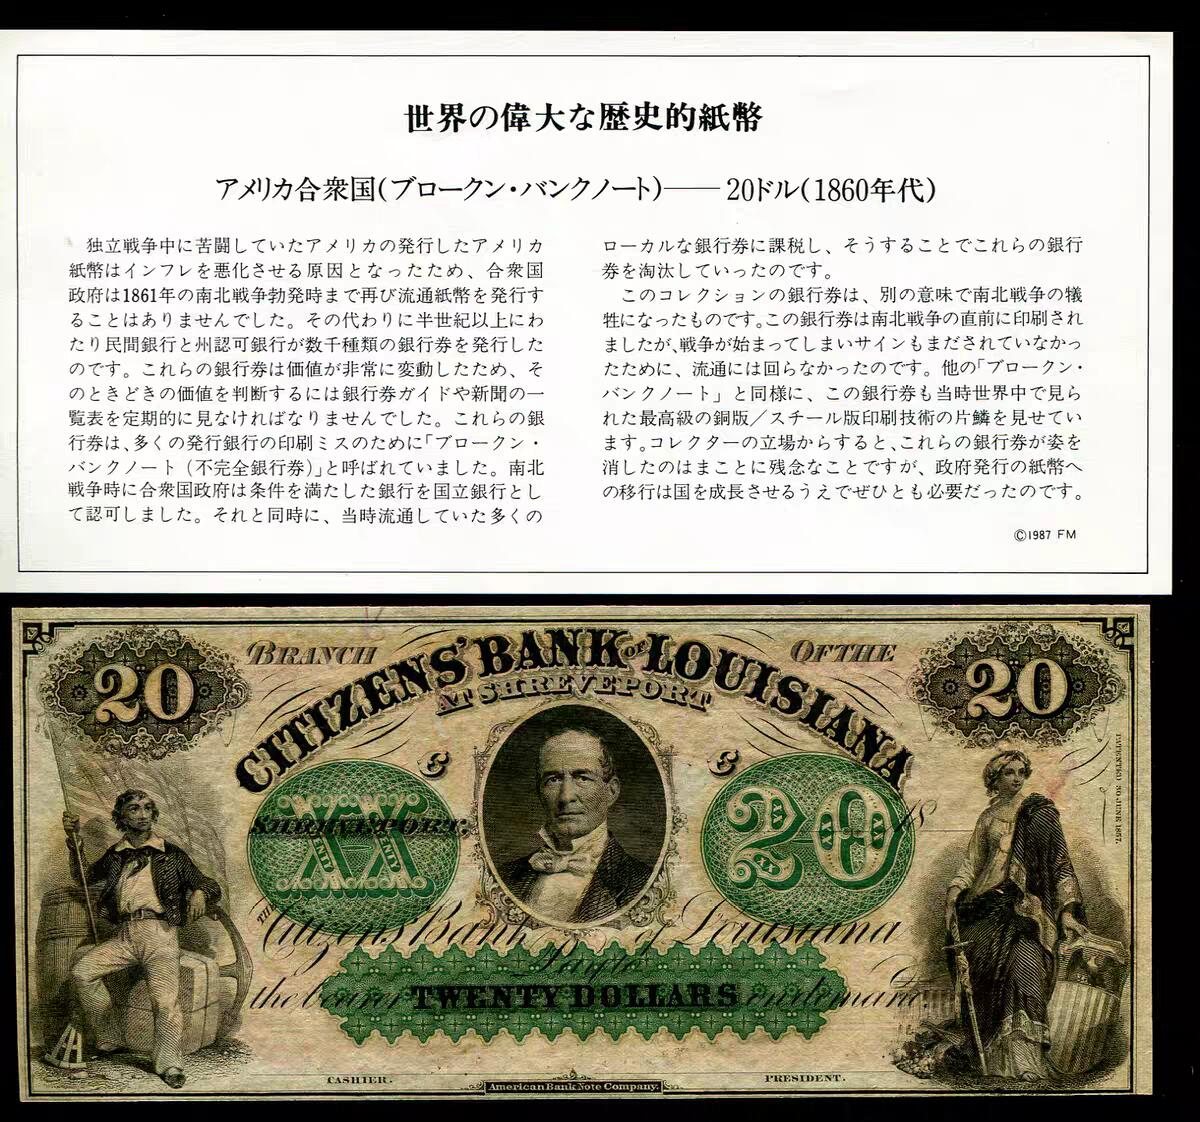 世界の偉大な歴史的紙幣
アメリカ合衆国(ブロークン・バンクノート)——20ドル(1860年代)
独立戦争中に苦闘していたアメリカの発行したアメリカ
紙幣はインフレを悪化させる原因となったため、合衆国
政府は1861年の南北戦争勃発時まで再び流通紙幣を発行す
ることはありませんでした。その代わりに半世紀以上にわ
たり民間銀行と州認可銀行が数千種類の銀行券を発行した
のです。これらの銀行券は価値が非常に変動したため、そ
のときどきの価値を判断するには銀行券ガイドや新聞の一
覧表を定期的に見なければなりませんでした。これらの銀
行券は、多くの発行銀行の印刷ミスのために「ブロークン・
バンクノート（不完全銀行券）」と呼ばれていました。南北
戦争時に合衆国政府は条件を満たした銀行を国立銀行とし
て認可しました。それと同時に、当時流通していた多くの
ローカルな銀行券に課税し、そうすることでこれらの銀行
券を淘汰していったのです。
このコレクションの銀行券は、別の意味で南北戦争の犠
牲になったものです。この銀行券は南北戦争の直前に印刷され
ましたが、戦争が始まってしまいサインもまだされていなかっ
たために、流通には回らなかったのです。他の「ブロークン・
バンクノート」と同様に、この銀行券も当時世界中で見ら
れた最高級の銅版／スチール版印刷技術の片鱗を見せてい
ます。コレクターの立場からすると、これらの銀行券が姿を
消したのはまことに残念なことですが、政府発行の紙幣へ
の移行は国を成長させるうえでぜひとも必要だったのです。
©1987 FM
20 BRANCH OF THE 20
CITIZENS' BANK of LOUISIANA
AT SHREVEPORT
& &
XX 20
TWENTY TWENTY
SHREVEPORT, 18
PATENTED 30 JUNE 1857.
THE Citizens' Bank of Louisiana
Pay to
the bearer TWENTY DOLLARS on demand.
CASHIER. PRESIDENT.
American Bank Note Company.